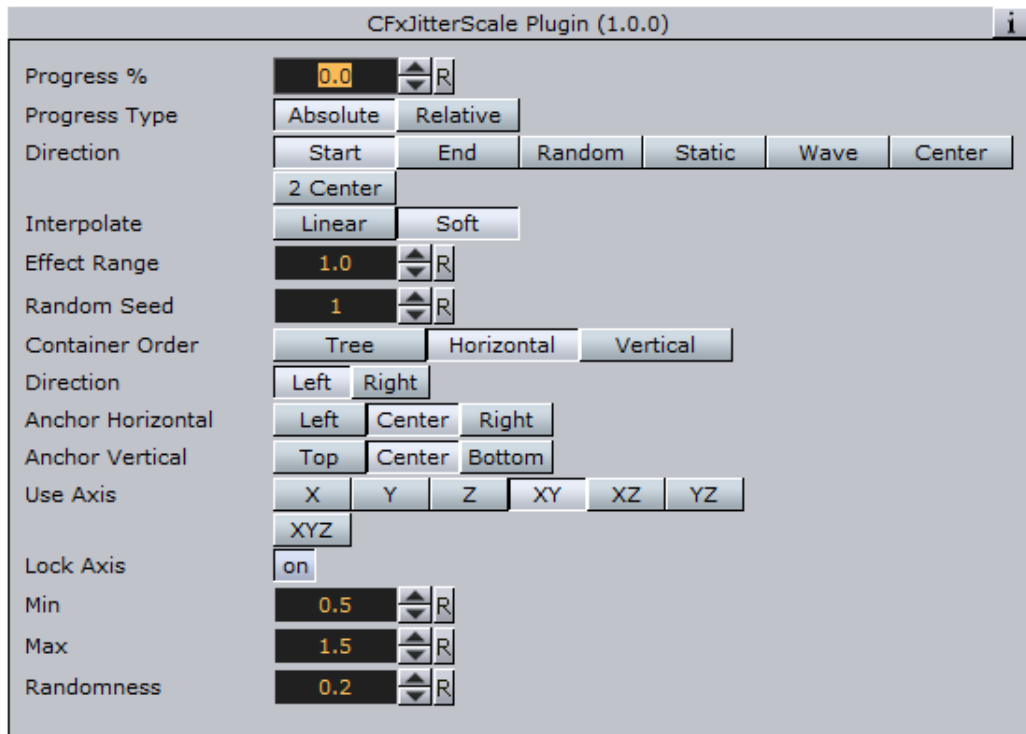 CFxJitterScale Plugin (1.0.0) i
Progress % 0.0 R
Progress Type Absolute Relative
Direction Start End Random Static Wave Center
2 Center
Interpolate Linear Soft
Effect Range 1.0 R
Random Seed 1 R
Container Order Tree Horizontal Vertical
Direction Left Right
Anchor Horizontal Left Center Right
Anchor Vertical Top Center Bottom
Use Axis X Y Z XY XZ YZ
XYZ
Lock Axis on
Min 0.5 R
Max 1.5 R
Randomness 0.2 R